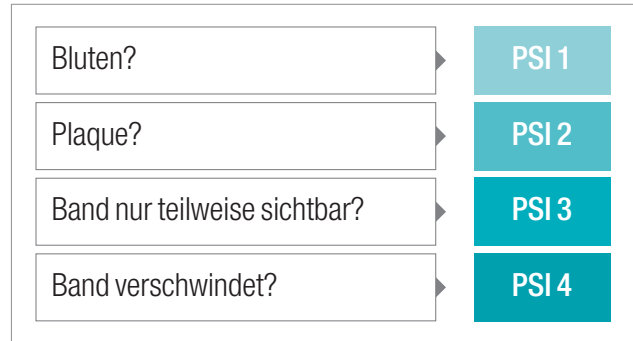 Bluten? PSI 1
Plaque? PSI 2
Band nur teilweise sichtbar? PSI 3
Band verschwindet? PSI 4